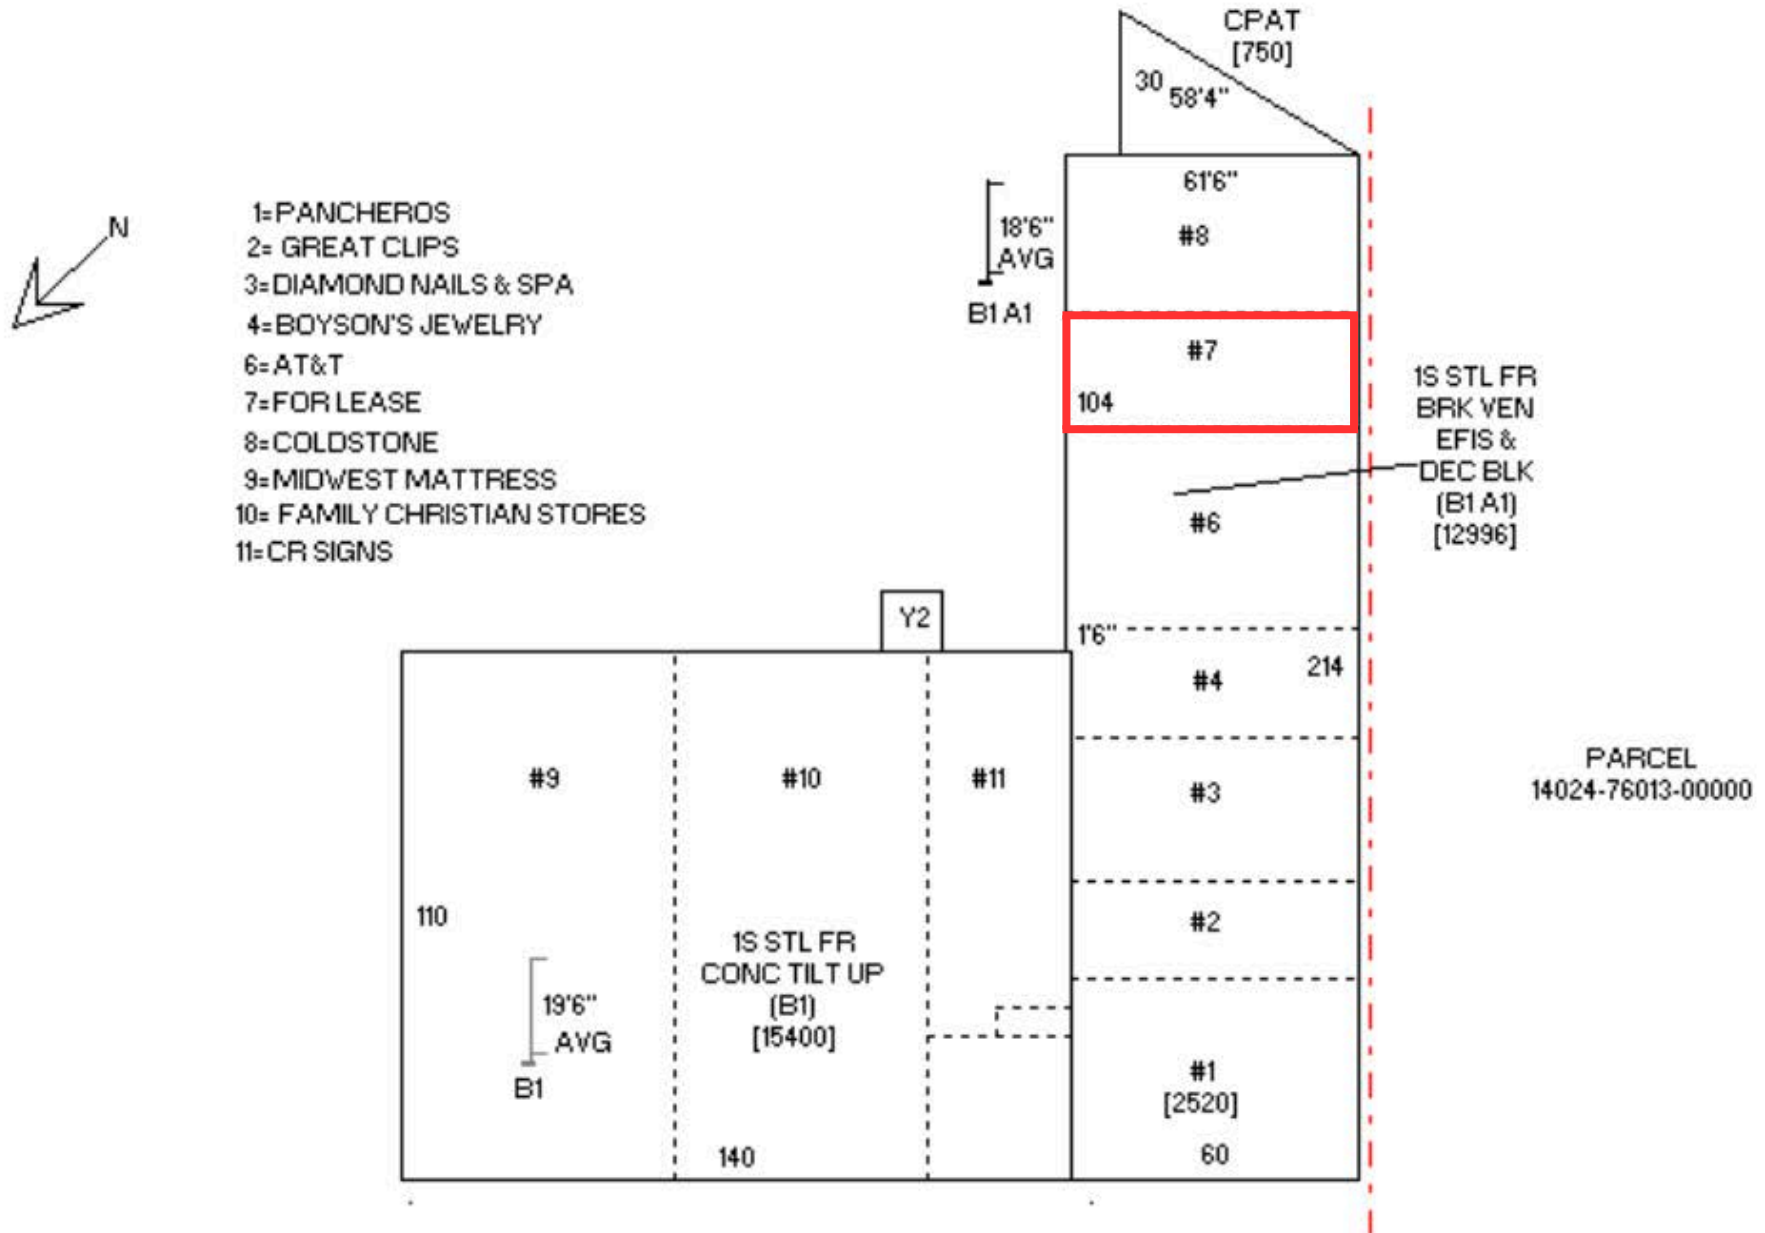 CPAT
[750]
30
58'4"
61'6"
#8
18'6"
AVG
B1 A1
N
1=PANCHEROS
2= GREAT CLIPS
3=DIAMOND NAILS & SPA
4=BOYSON'S JEWELRY
6=AT&T
7=FOR LEASE
8=COLDSTONE
9=MIDWEST MATTRESS
10= FAMILY CHRISTIAN STORES
11=CR SIGNS
#7
104
1S STL FR
BRK VEN
EFIS &
DEC BLK
(B1 A1)
[12996]
#6
Y2
1'6"
214
#4
#9
#10
#11
#3
PARCEL
14024-76013-00000
110
#2
1S STL FR
CONC TILT UP
(B1)
[15400]
19'6"
AVG
B1
#1
[2520]
140
60